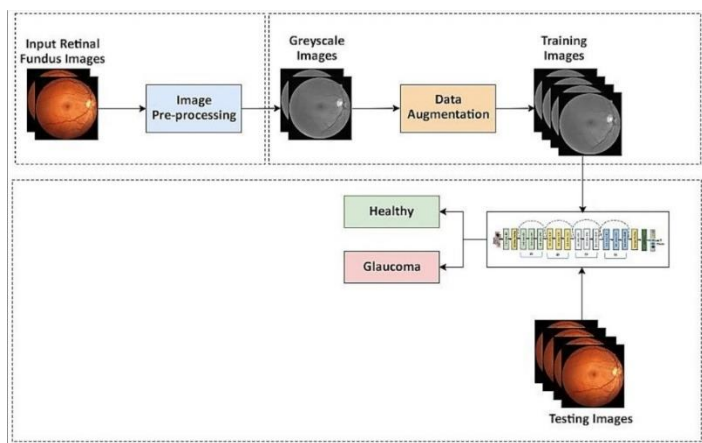 Input Retinal
Fundus Images
Image
Pre-processing
Greyscale
Images
Data
Augmentation
Training
Images
Healthy
Glaucoma
Testing Images